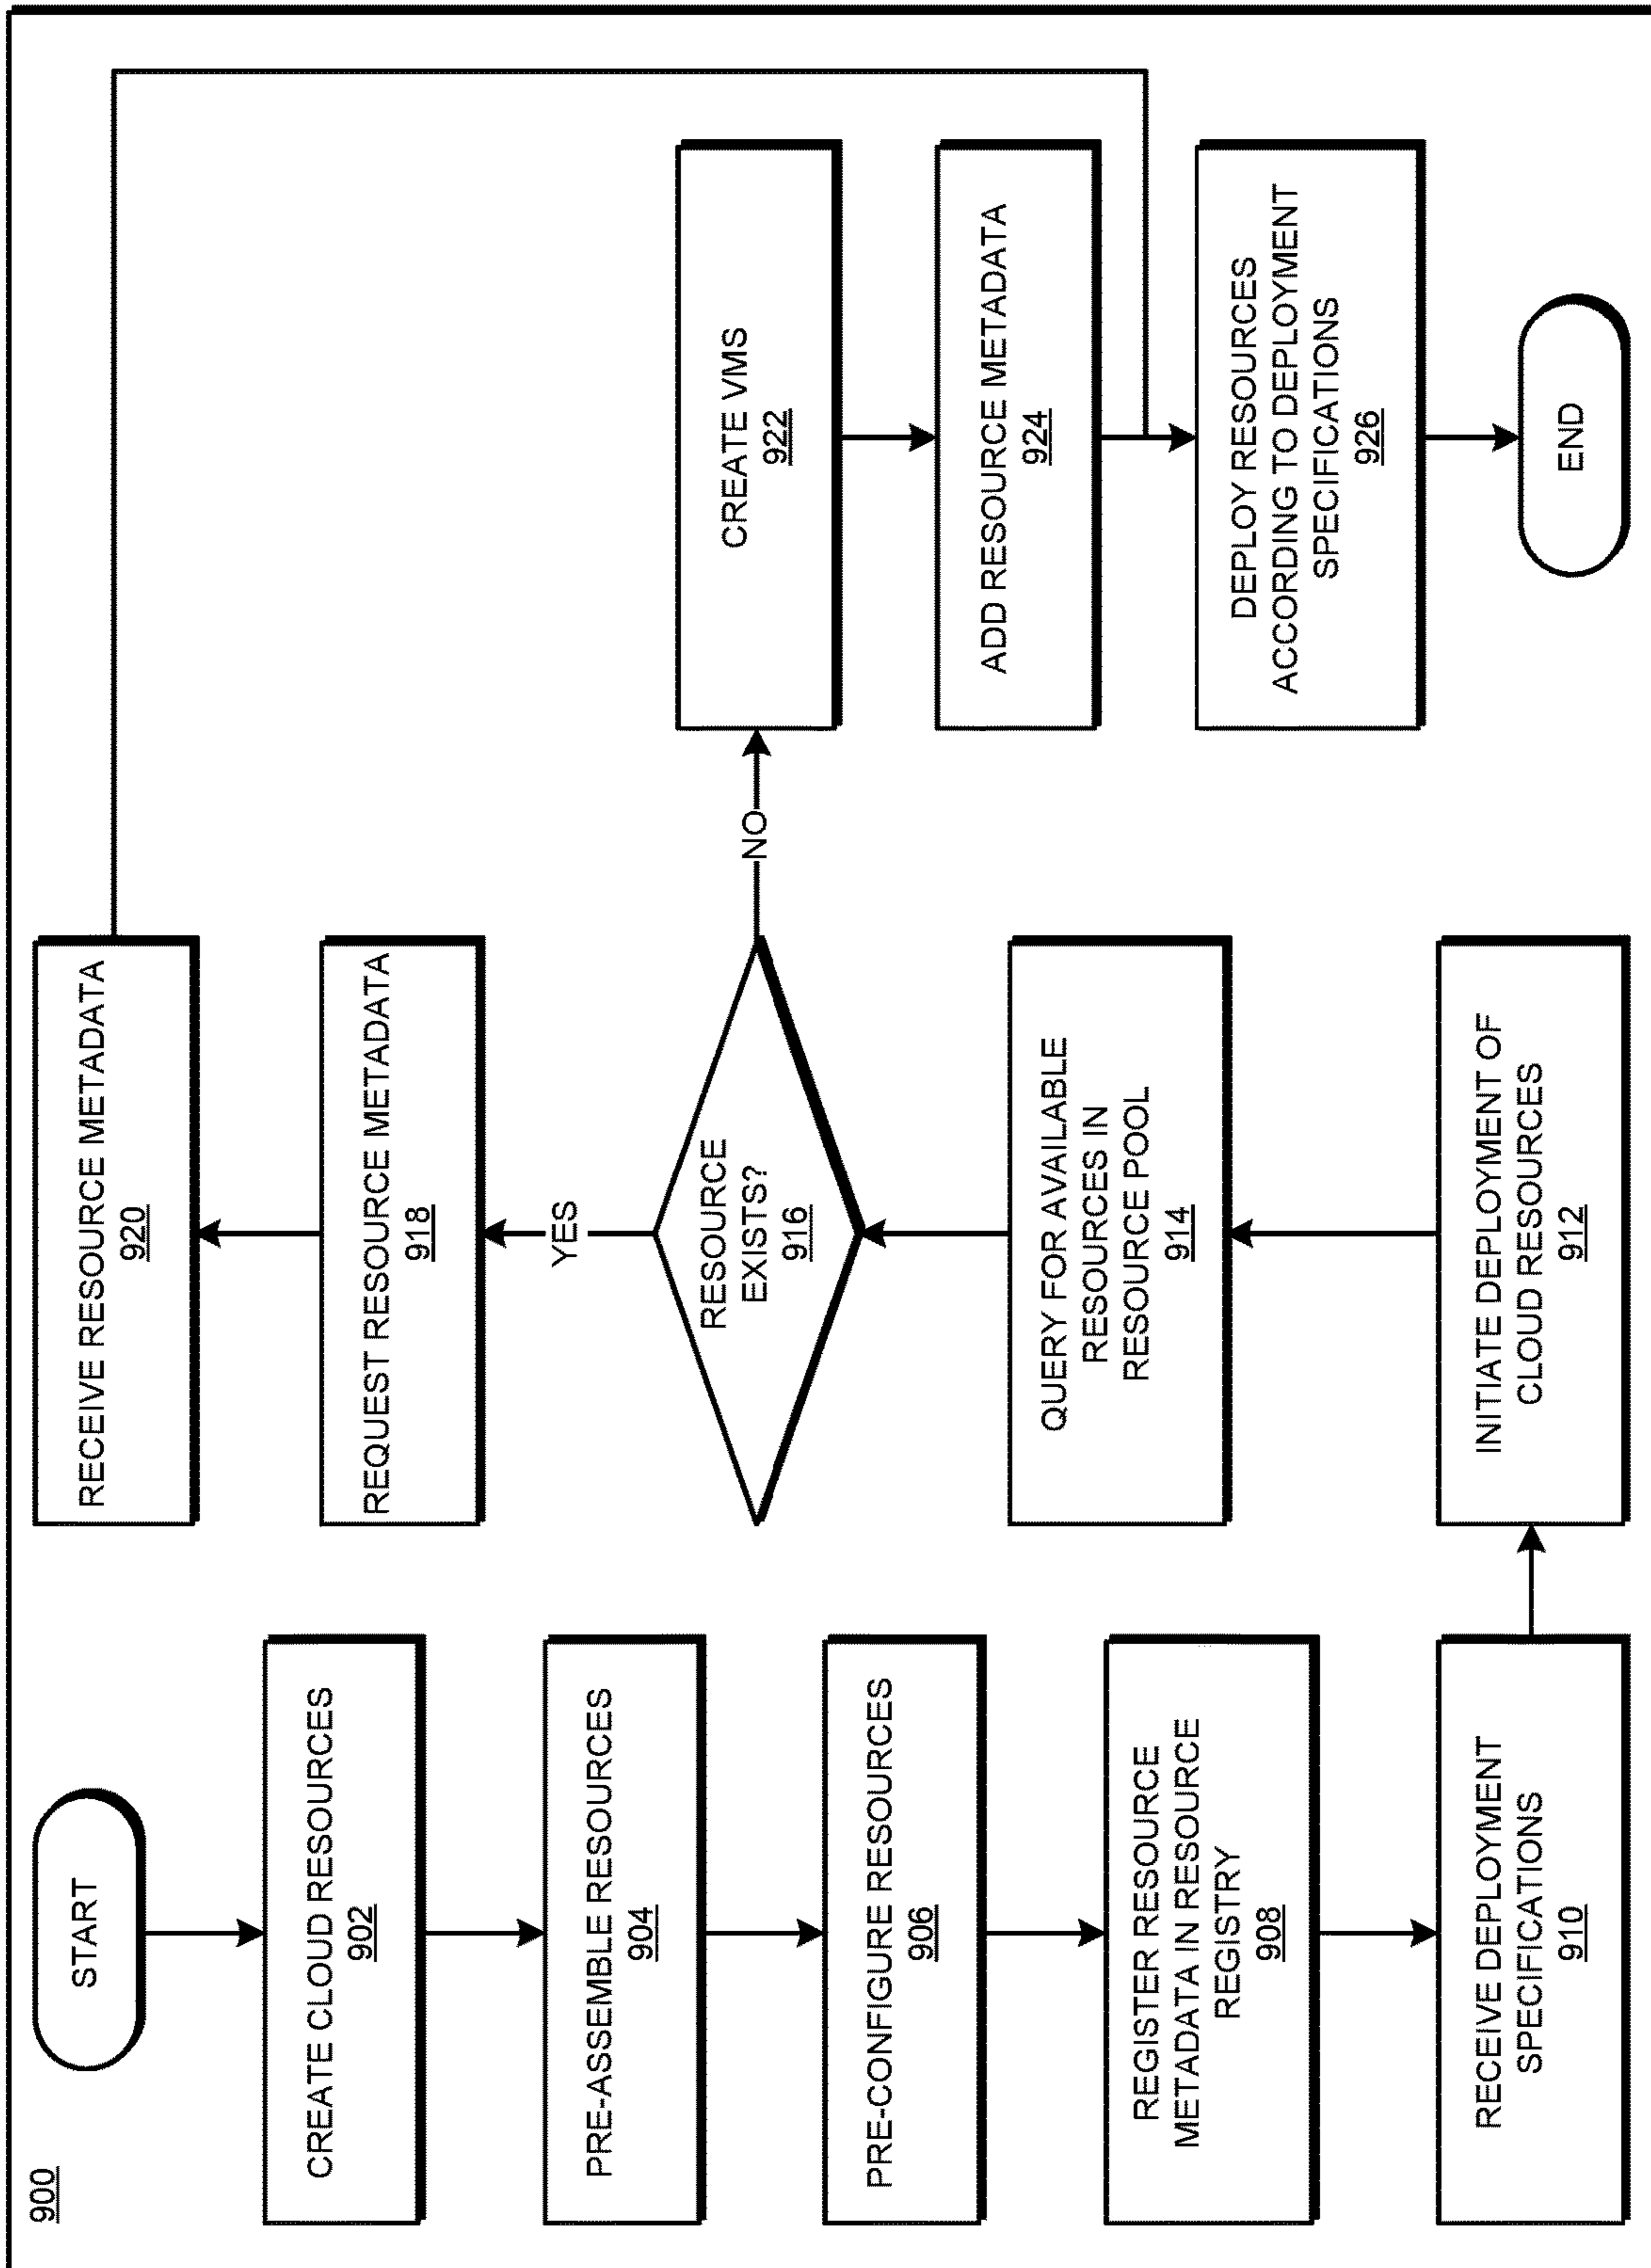 900
START
CREATE CLOUD RESOURCES
902
PRE-ASSEMBLE RESOURCES
904
PRE-CONFIGURE RESOURCES
906
REGISTER RESOURCE
METADATA IN RESOURCE
REGISTRY
908
RECEIVE DEPLOYMENT
SPECIFICATIONS
910
INITIATE DEPLOYMENT OF
CLOUD RESOURCES
912
QUERY FOR AVAILABLE
RESOURCES IN
RESOURCE POOL
914
RESOURCE
EXISTS?
916
YES
REQUEST RESOURCE METADATA
918
RECEIVE RESOURCE METADATA
920
NO
CREATE VMS
922
ADD RESOURCE METADATA
924
DEPLOY RESOURCES
ACCORDING TO DEPLOYMENT
SPECIFICATIONS
926
END